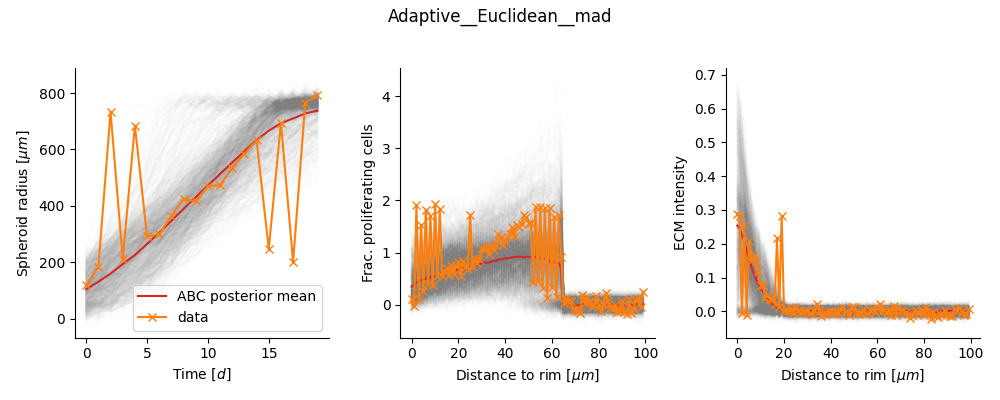 Adaptive__Euclidean__mad
Spheroid radius [μm]
800
600
400
200
0
0 5 10 15
Time [d]
ABC posterior mean
data
Frac. proliferating cells
4
3
2
1
0
0 20 40 60 80 100
Distance to rim [μm]
ECM intensity
0.7
0.6
0.5
0.4
0.3
0.2
0.1
0.0
0 20 40 60 80 100
Distance to rim [μm]